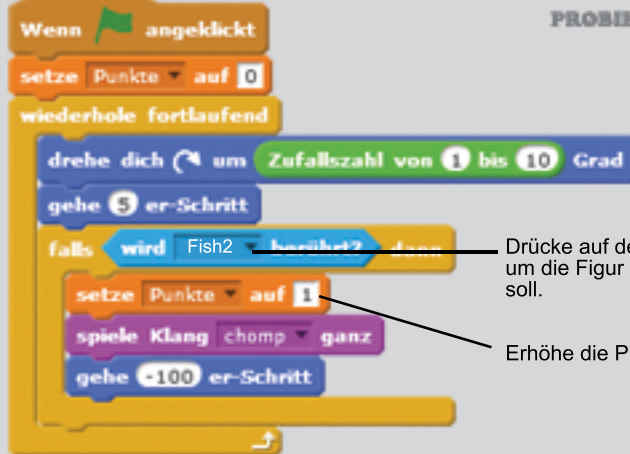 Wenn angeklickt
PROBIE
setze Punkte auf 0
wiederhole fortlaufend
drehe dich um Zufallszahl von 1 bis 10 Grad
gehe 5 er-Schritt
falls wird Fish2 berührt? dann
Drücke auf de
um die Figur
soll.
setze Punkte auf 1
spiele Klang chomp ganz
Erhöhe die P
gehe -100 er-Schritt